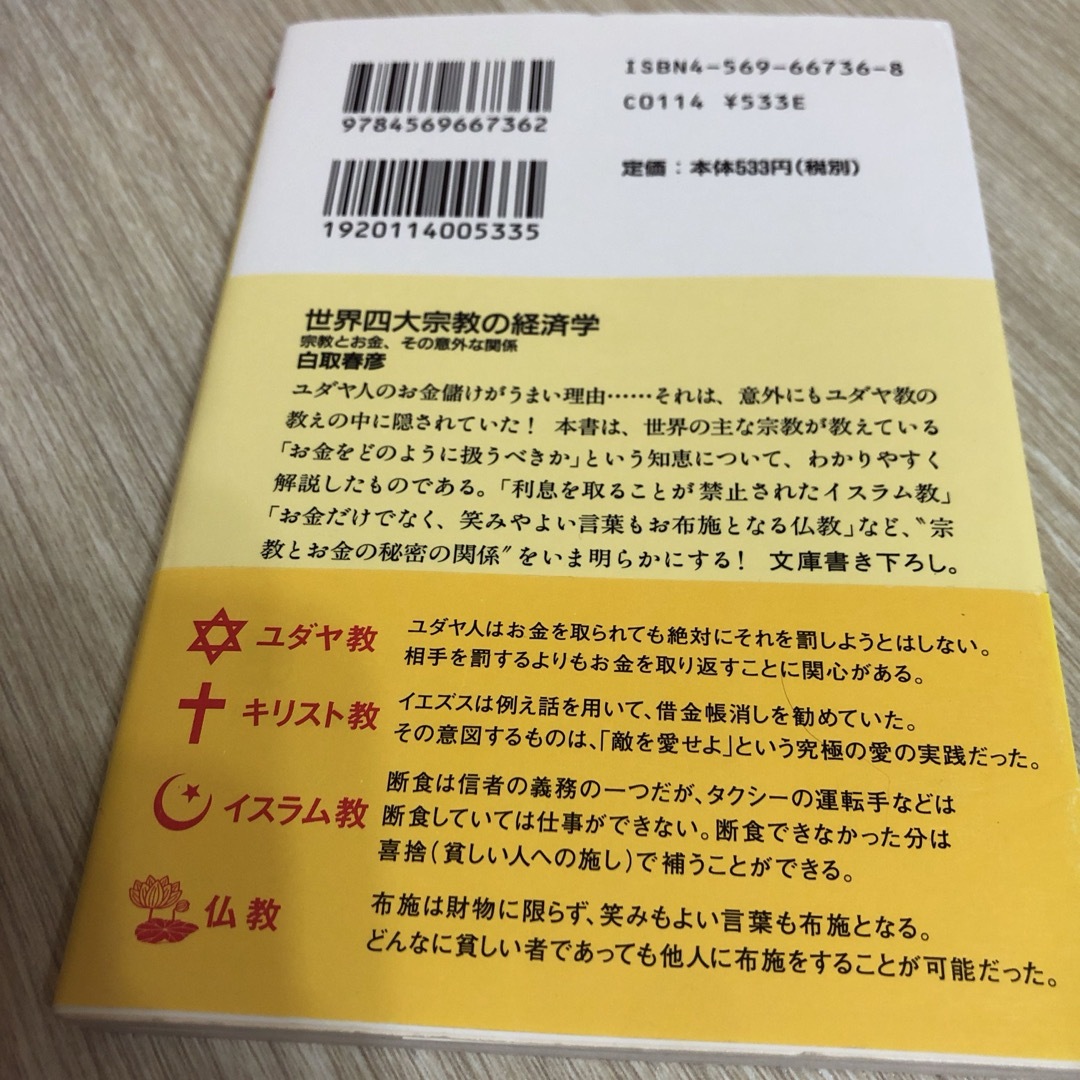 ISBN4-569-66736-8
9784569667362
C0114 ¥533E
定価：本体533円(税別)
1920114005335
世界四大宗教の経済学
宗教とお金、その意外な関係
白取春彦
ユダヤ人のお金儲けがうまい理由……それは、意外にもユダヤ教の
教えの中に隠されていた! 本書は、世界の主な宗教が教えている
「お金をどのように扱うべきか」という知恵について、わかりやすく
解説したものである。「利息を取ることが禁止されたイスラム教」
「お金だけでなく、笑みやよい言葉もお布施となる仏教」など、〝宗
教とお金の秘密の関係〞をいま明らかにする! 文庫書き下ろし。
ユダヤ教
ユダヤ人はお金を取られても絶対にそれを罰しようとはしない。
相手を罰するよりもお金を取り返すことに関心がある。
キリスト教
イエズスは例え話を用いて、借金帳消しを勧めていた。
その意図するものは、「敵を愛せよ」という究極の愛の実践だった。
イスラム教
断食は信者の義務の一つだが、タクシーの運転手などは
断食していては仕事ができない。断食できなかった分は
喜捨(貧しい人への施し)で補うことができる。
仏教
布施は財物に限らず、笑みもよい言葉も布施となる。
どんなに貧しい者であっても他人に布施をすることが可能だった。